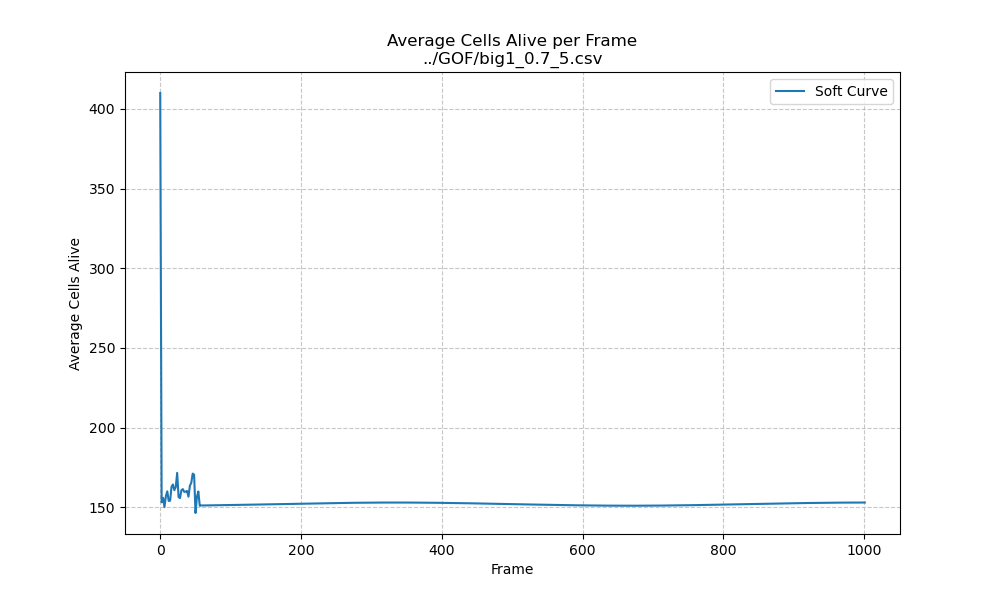 Average Cells Alive per Frame
../GOF/big1_0.7_5.csv
Soft Curve
400
350
300
250
200
150
Average Cells Alive
0 200 400 600 800 1000
Frame